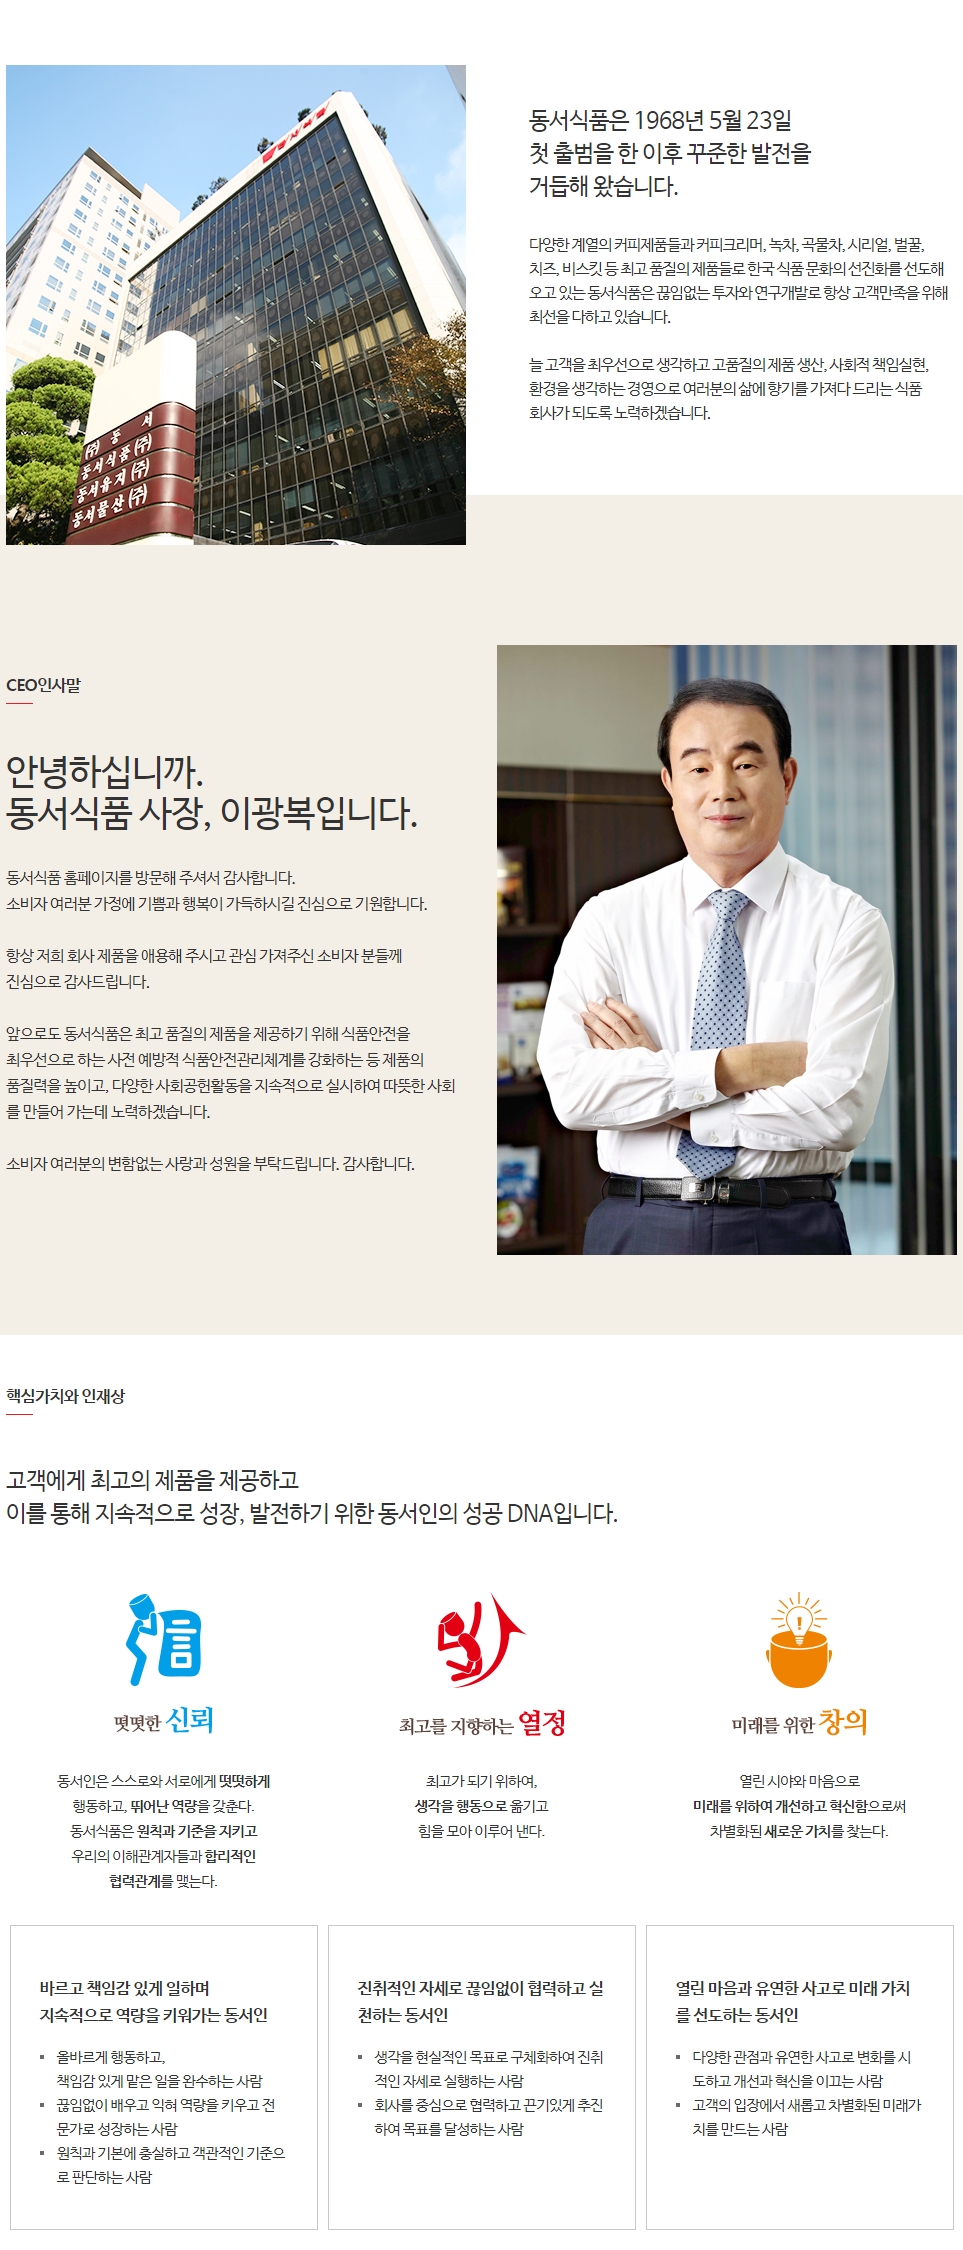 동서식품은 1968년 5월 23일
첫 출범을 한 이후 꾸준한 발전을
거듭해 왔습니다.
다양한 계열의 커피제품들과 커피크리머, 녹차, 곡물차, 시리얼, 벌꿀,
치즈, 비스킷 등 최고 품질의 제품들로 한국 식품 문화의 선진화를 선도해
오고 있는 동서식품은 끊임없는 투자와 연구개발로 항상 고객만족을 위해
최선을 다하고 있습니다.
늘 고객을 최우선으로 생각하고 고품질의 제품 생산, 사회적 책임실현,
환경을 생각하는 경영으로 여러분의 삶에 향기를 가져다 드리는 식품
회사가 되도록 노력하겠습니다.
동서식품
(주) 동 서
동서식품 (주)
동서유지 (주)
동서물산 (주)
CEO인사말
안녕하십니까.
동서식품 사장, 이광복입니다.
동서식품 홈페이지를 방문해 주셔서 감사합니다.
소비자 여러분 가정에 기쁨과 행복이 가득하시길 진심으로 기원합니다.
항상 저희 회사 제품을 애용해 주시고 관심 가져주신 소비자 분들께
진심으로 감사드립니다.
앞으로도 동서식품은 최고 품질의 제품을 제공하기 위해 식품안전을
최우선으로 하는 사전 예방적 식품안전관리체계를 강화하는 등 제품의
품질력을 높이고, 다양한 사회공헌활동을 지속적으로 실시하여 따뜻한 사회
를 만들어 가는데 노력하겠습니다.
소비자 여러분의 변함없는 사랑과 성원을 부탁드립니다. 감사합니다.
핵심가치와 인재상
고객에게 최고의 제품을 제공하고
이를 통해 지속적으로 성장, 발전하기 위한 동서인의 성공 DNA입니다.
떳떳한 신뢰
동서인은 스스로와 서로에게 떳떳하게
행동하고, 뛰어난 역량을 갖춘다.
동서식품은 원칙과 기준을 지키고
우리의 이해관계자들과 합리적인
협력관계를 맺는다.
최고를 지향하는 열정
최고가 되기 위하여,
생각을 행동으로 옮기고
힘을 모아 이루어 낸다.
미래를 위한 창의
열린 시야와 마음으로
미래를 위하여 개선하고 혁신함으로써
차별화된 새로운 가치를 찾는다.
바르고 책임감 있게 일하며
지속적으로 역량을 키워가는 동서인
올바르게 행동하고,
책임감 있게 맡은 일을 완수하는 사람
끊임없이 배우고 익혀 역량을 키우고 전
문가로 성장하는 사람
원칙과 기본에 충실하고 객관적인 기준으
로 판단하는 사람
진취적인 자세로 끊임없이 협력하고 실
천하는 동서인
생각을 현실적인 목표로 구체화하여 진취
적인 자세로 실행하는 사람
회사를 중심으로 협력하고 끈기있게 추진
하여 목표를 달성하는 사람
열린 마음과 유연한 사고로 미래 가치
를 선도하는 동서인
다양한 관점과 유연한 사고로 변화를 시
도하고 개선과 혁신을 이끄는 사람
고객의 입장에서 새롭고 차별화된 미래가
치를 만드는 사람